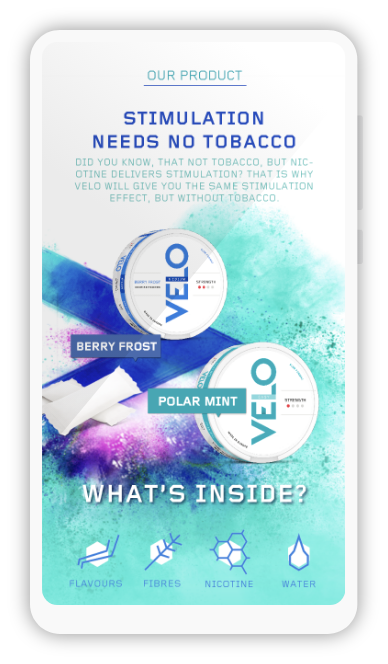 OUR PRODUCT
STIMULATION
NEEDS NO TOBACCO
DID YOU KNOW, THAT NOT TOBACCO, BUT NIC-
OTINE DELIVERS STIMULATION? THAT IS WHY
VELO WILL GIVE YOU THE SAME STIMULATION
EFFECT, BUT WITHOUT TOBACCO.
BERRY FROST
STRENGTH
VELO
BERRY FROST
STRENGTH
VELO
POLAR MINT
WHAT'S INSIDE?
FLAVOURS FIBRES NICOTINE WATER